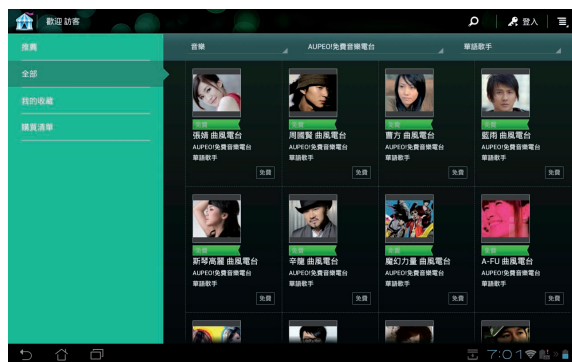 歡迎 訪客
登入
推薦
全部
我的收藏
購買清單
音樂
AUPEO!免費音樂電台
華語歌手
免費
張婧 曲風電台
AUPEO!免費音樂電台
華語歌手
免費
免費
周國賢 曲風電台
AUPEO!免費音樂電台
華語歌手
免費
免費
曹方 曲風電台
AUPEO!免費音樂電台
華語歌手
免費
免費
藍雨 曲風電台
AUPEO!免費音樂電台
華語歌手
免費
免費
斯琴高麗 曲風電台
AUPEO!免費音樂電台
華語歌手
免費
免費
辛龍 曲風電台
AUPEO!免費音樂電台
華語歌手
免費
免費
魔幻力量 曲風電台
AUPEO!免費音樂電台
華語歌手
免費
免費
A-FU 曲風電台
AUPEO!免費音樂電台
華語歌手
免費
7:01